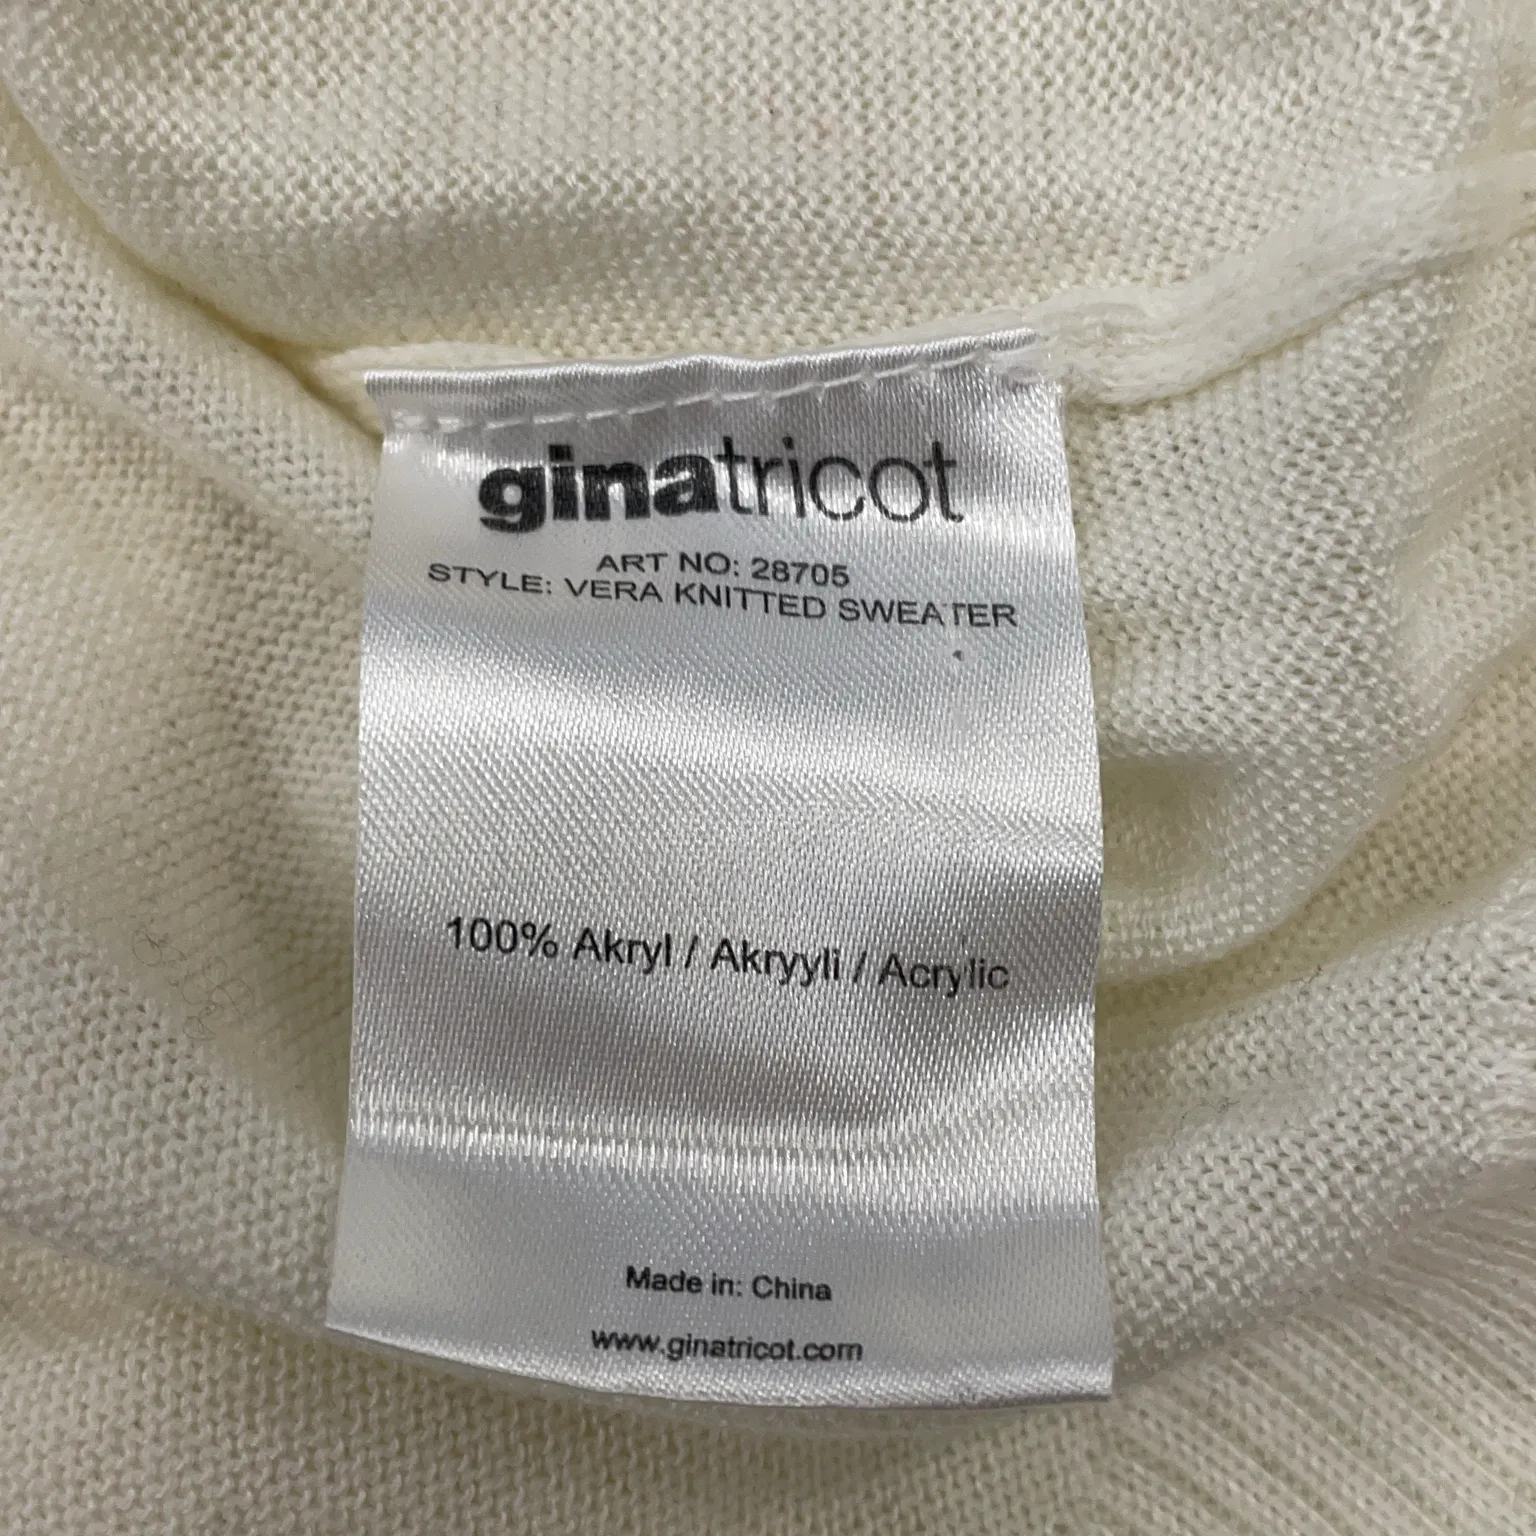 ginatricot
ART NO: 28705
STYLE: VERA KNITTED SWEATER
100% Akryl / Akryyli / Acrylic
Made in: China
www.ginatricot.com